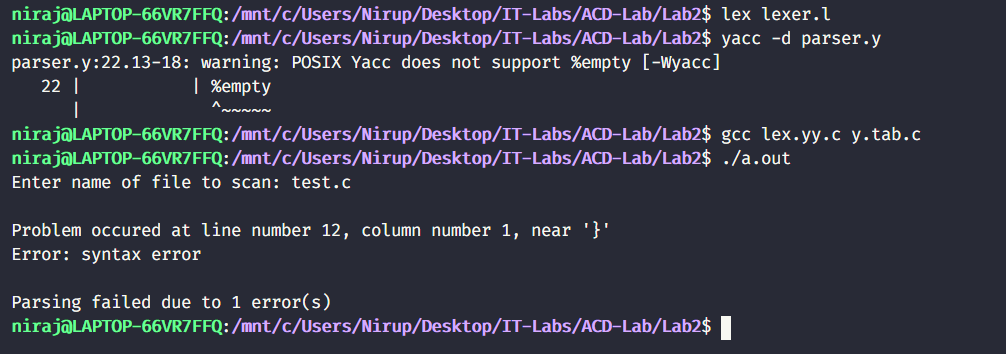 niraj@LAPTOP-66VR7FFQ:/mnt/c/Users/Nirup/Desktop/IT-Labs/ACD-Lab/Lab2$ lex lexer.l
niraj@LAPTOP-66VR7FFQ:/mnt/c/Users/Nirup/Desktop/IT-Labs/ACD-Lab/Lab2$ yacc -d parser.y
parser.y:22.13-18: warning: POSIX Yacc does not support %empty [-Wyacc]
   22 |           | %empty
      |             ^~~~~~
niraj@LAPTOP-66VR7FFQ:/mnt/c/Users/Nirup/Desktop/IT-Labs/ACD-Lab/Lab2$ gcc lex.yy.c y.tab.c
niraj@LAPTOP-66VR7FFQ:/mnt/c/Users/Nirup/Desktop/IT-Labs/ACD-Lab/Lab2$ ./a.out
Enter name of file to scan: test.c
Problem occured at line number 12, column number 1, near '}'
Error: syntax error
Parsing failed due to 1 error(s)
niraj@LAPTOP-66VR7FFQ:/mnt/c/Users/Nirup/Desktop/IT-Labs/ACD-Lab/Lab2$